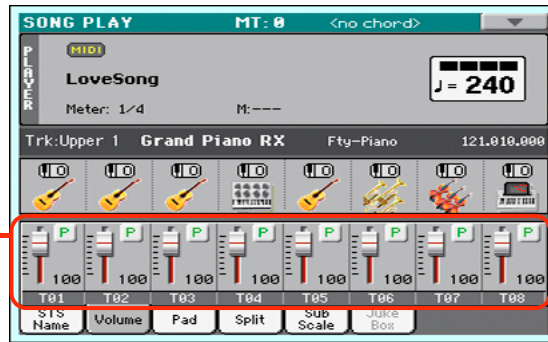 SONG PLAY MT: 0 <no chord>
PLAYER
MIDI
LoveSong
♩ = 240
Meter: 1/4 M:---
Trk:Upper 1 Grand Piano RX Fty-Piano 121.010.000
P P P P P P P P
100 100 100 100 100 100 100 100
T01 T02 T03 T04 T05 T06 T07 T08
STS Name Volume Pad Split Sub Scale Juke Box